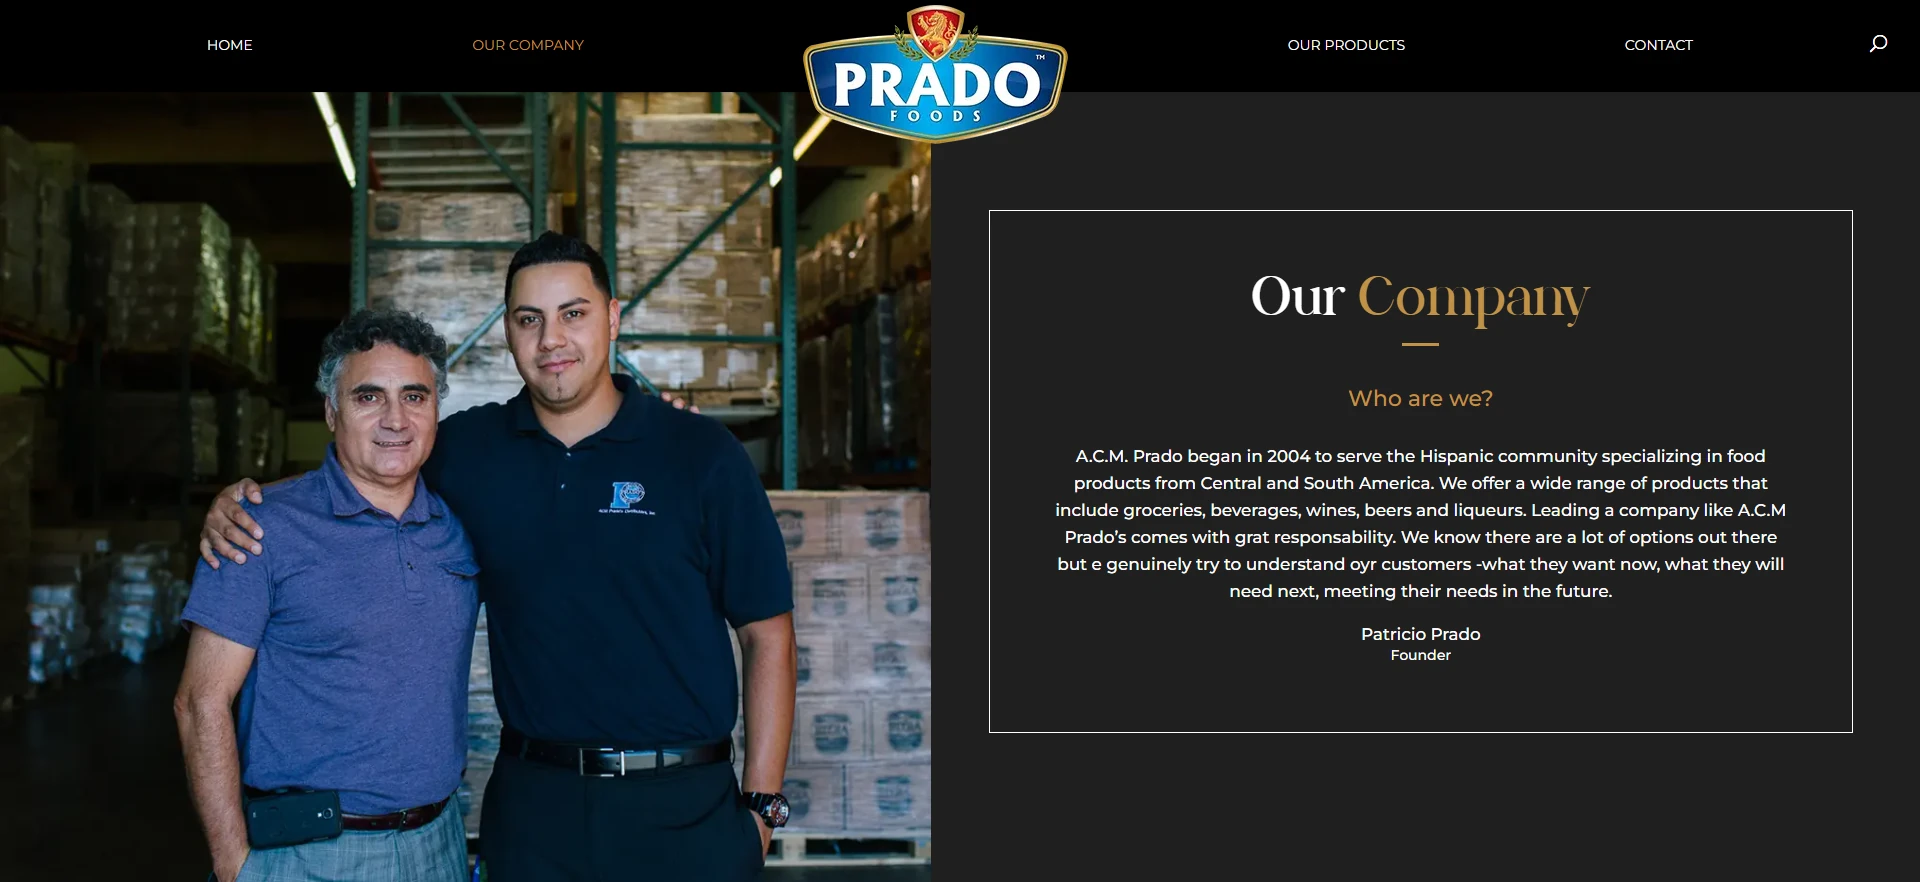 HOME
OUR COMPANY
PRADO™
FOODS
OUR PRODUCTS
CONTACT
Our Company
Who are we?
A.C.M. Prado began in 2004 to serve the Hispanic community specializing in food
products from Central and South America. We offer a wide range of products that
include groceries, beverages, wines, beers and liqueurs. Leading a company like A.C.M
Prado’s comes with grat responsability. We know there are a lot of options out there
but e genuinely try to understand oyr customers -what they want now, what they will
need next, meeting their needs in the future.
Patricio Prado
Founder